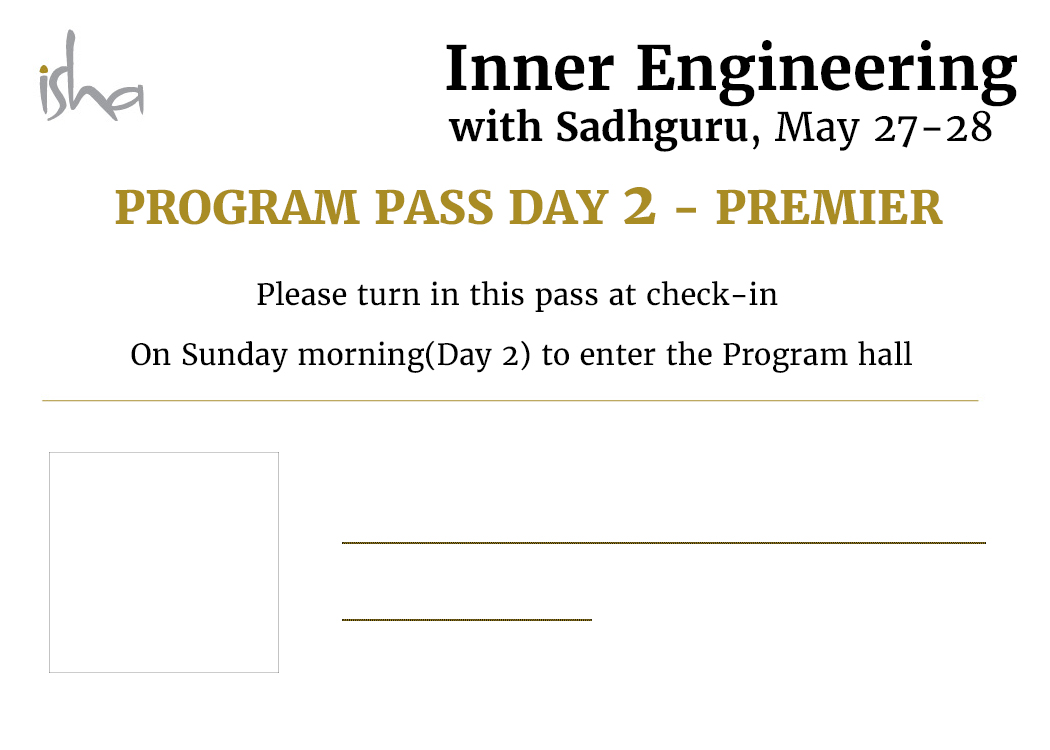 isha
Inner Engineering
with Sadhguru, May 27-28
PROGRAM PASS DAY 2 - PREMIER
Please turn in this pass at check-in
On Sunday morning(Day 2) to enter the Program hall